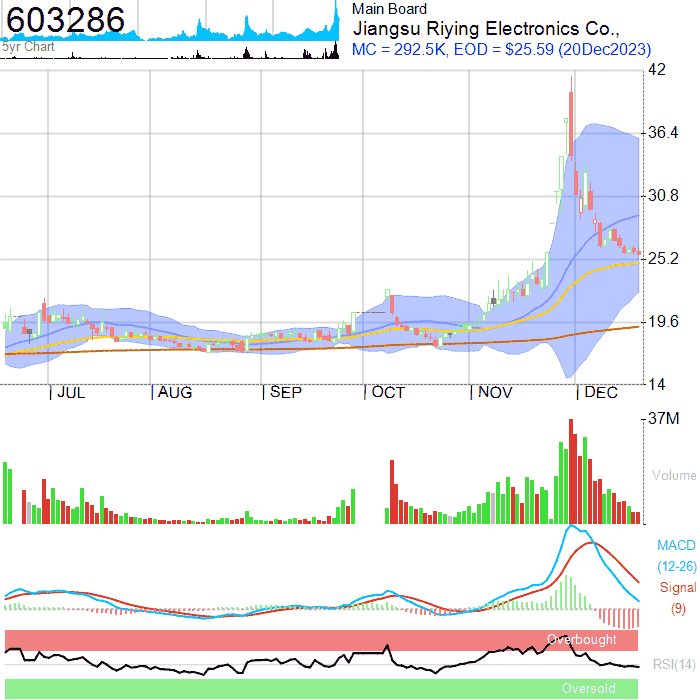 603286
5yr Chart
Main Board
Jiangsu Riying Electronics Co.,
MC = 292.5K, EOD = $25.59 (20Dec2023)
42
36.4
30.8
25.2
19.6
14
JUL
AUG
SEP
OCT
NOV
DEC
37M
Volume
MACD
(12-26)
Signal
(9)
Overbought
RSI(14)
Oversold